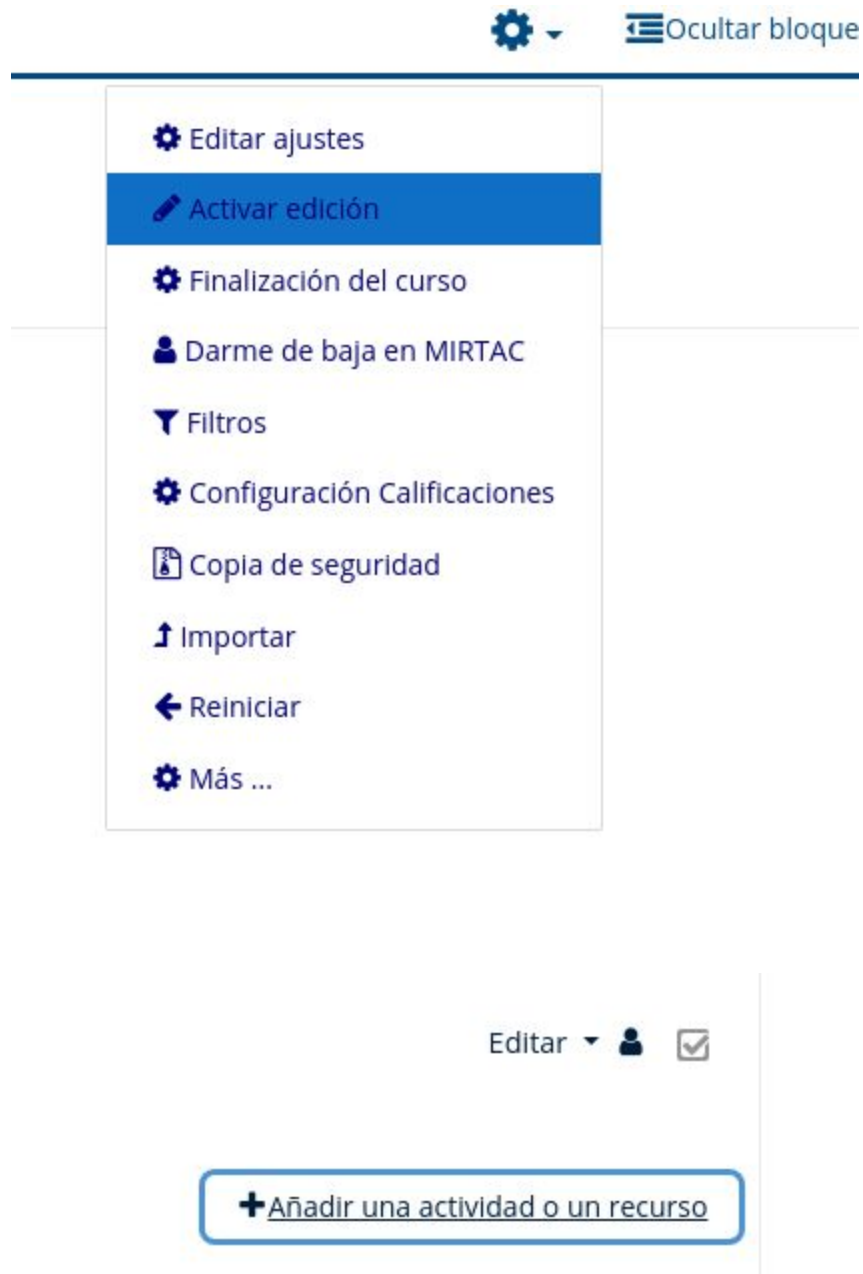 Ocultar bloque
Editar ajustes
Activar edición
Finalización del curso
Darme de baja en MIRTAC
Filtros
Configuración Calificaciones
Copia de seguridad
Importar
Reiniciar
Más ...
Editar
Añadir una actividad o un recurso